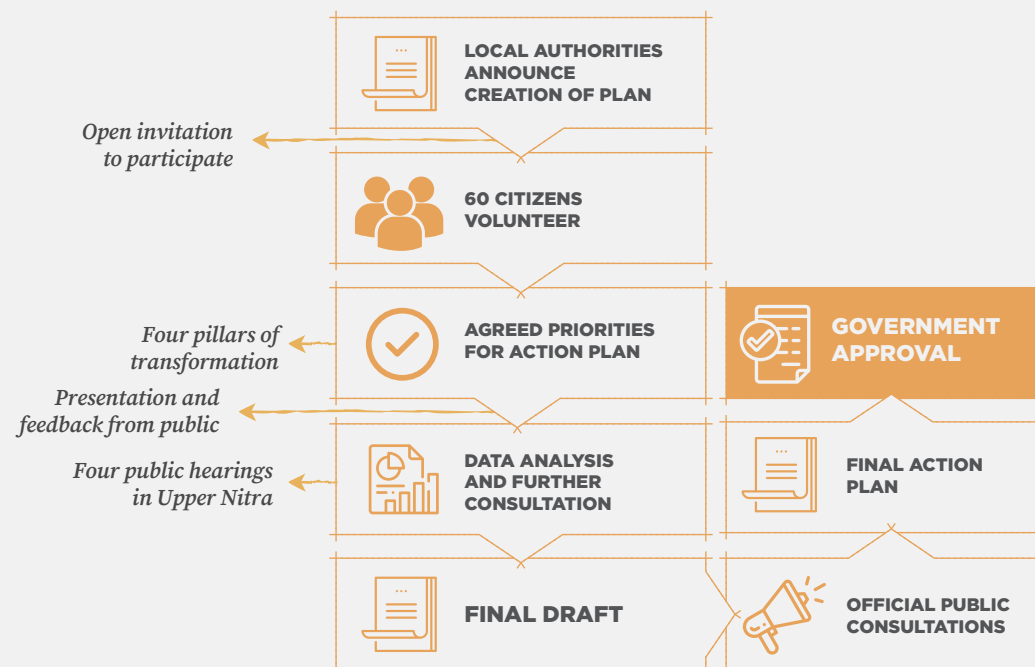 LOCAL AUTHORITIES
ANNOUNCE
CREATION OF PLAN
Open invitation
to participate
60 CITIZENS
VOLUNTEER
Four pillars of
transformation
AGREED PRIORITIES
FOR ACTION PLAN
Presentation and
feedback from public
Four public hearings
in Upper Nitra
DATA ANALYSIS
AND FURTHER
CONSULTATION
FINAL DRAFT
OFFICIAL PUBLIC
CONSULTATIONS
FINAL ACTION
PLAN
GOVERNMENT
APPROVAL